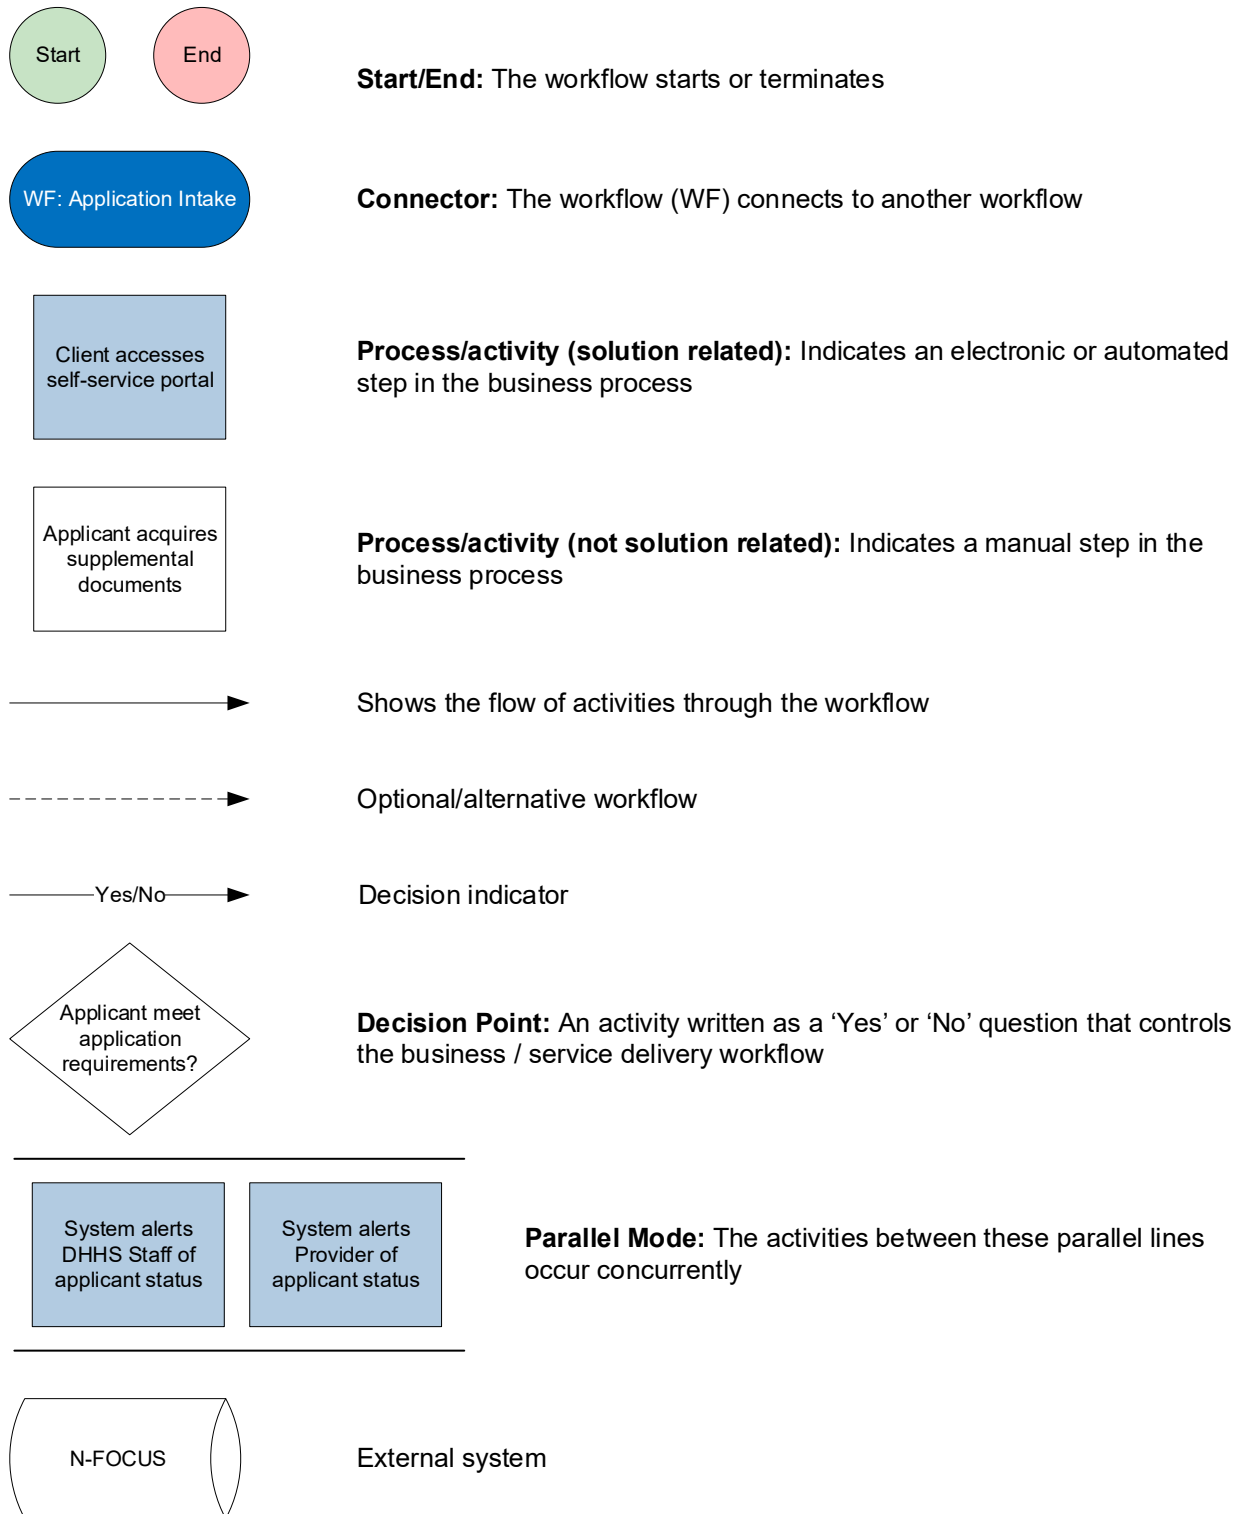 Start
End
Start/End: The workflow starts or terminates
WF: Application Intake
Connector: The workflow (WF) connects to another workflow
Client accesses
self-service portal
Process/activity (solution related): Indicates an electronic or automated
step in the business process
Applicant acquires
supplemental
documents
Process/activity (not solution related): Indicates a manual step in the
business process
Shows the flow of activities through the workflow
Optional/alternative workflow
Yes/No
Decision indicator
Applicant meet
application
requirements?
Decision Point: An activity written as a ‘Yes’ or ‘No’ question that controls
the business / service delivery workflow
System alerts
DHHS Staff of
applicant status
System alerts
Provider of
applicant status
Parallel Mode: The activities between these parallel lines
occur concurrently
N-FOCUS
External system